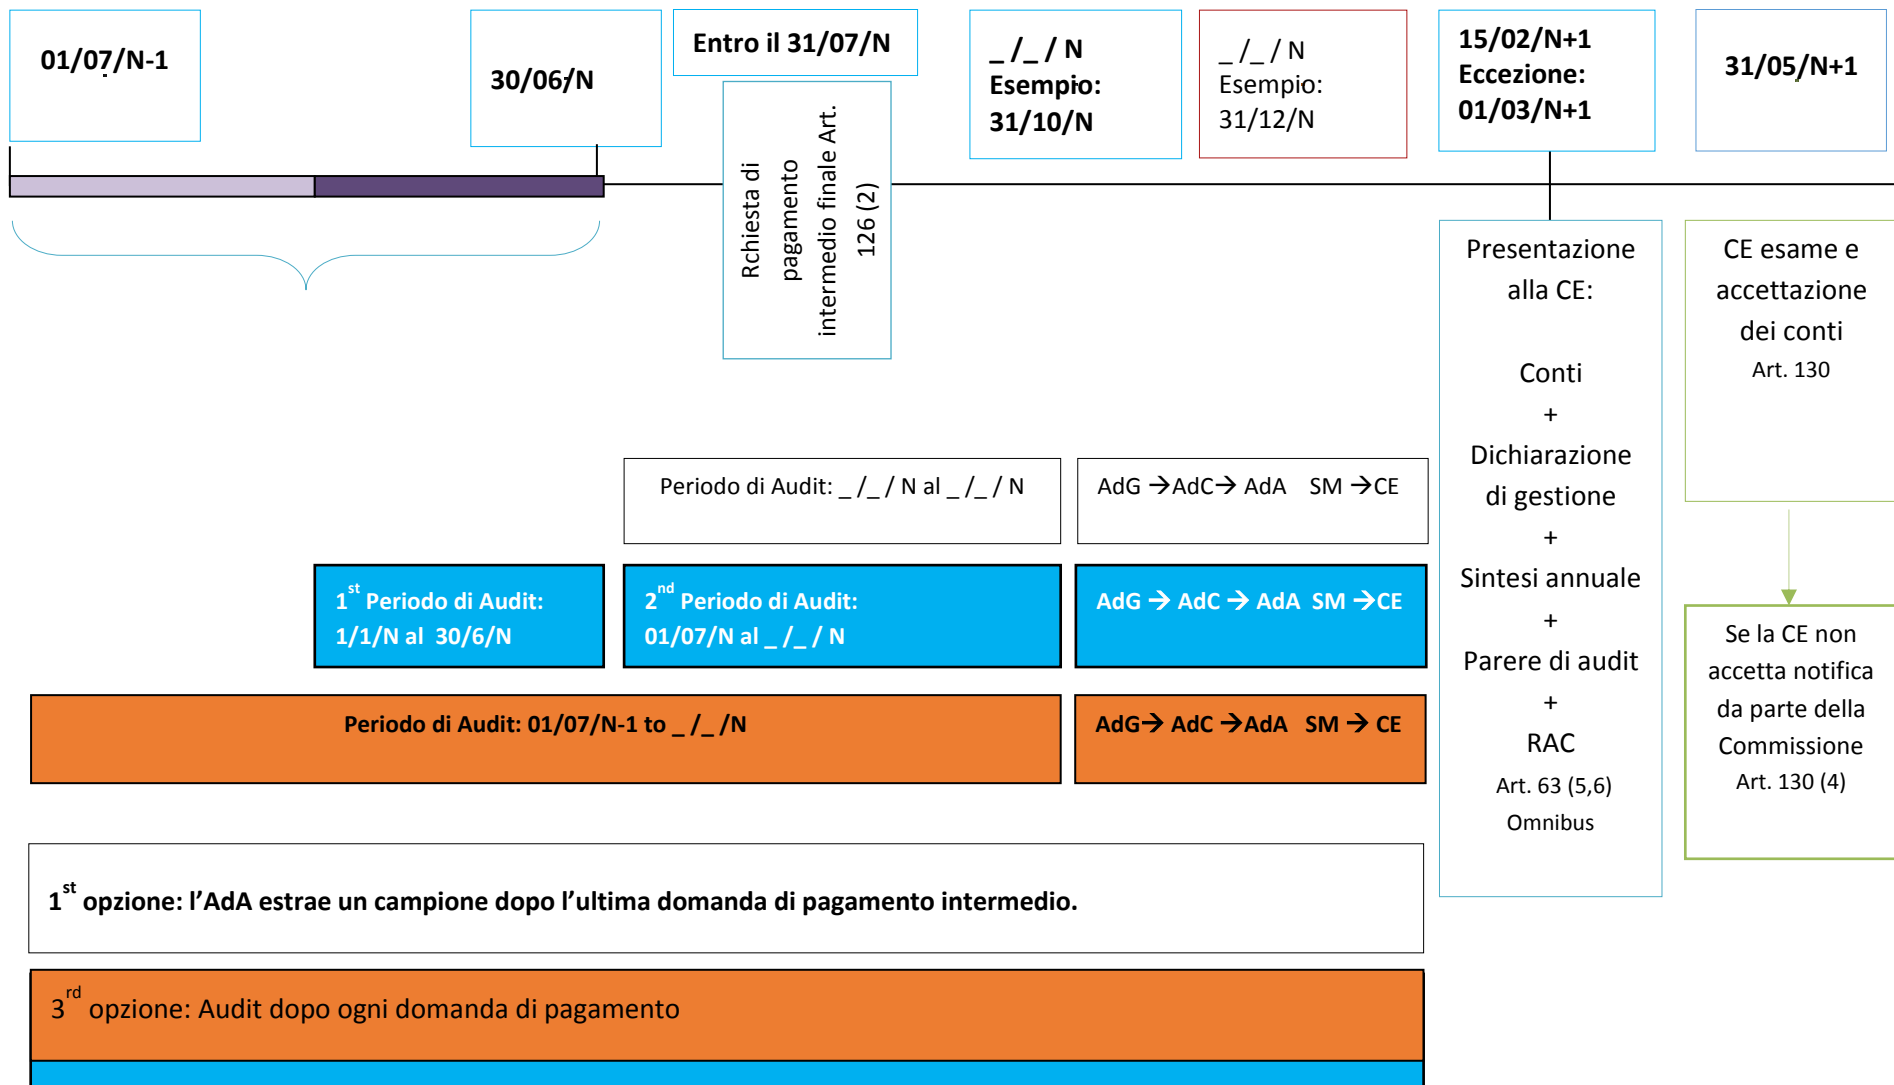 01/07/N-1
30/06/N
Entro il 31/07/N
_ /_ / N
Esempio:
31/10/N
_ /_ / N
Esempio:
31/12/N
15/02/N+1
Eccezione:
01/03/N+1
31/05/N+1
Rchiesta di
pagamento
intermedio finale Art.
126 (2)
Presentazione
alla CE:
Conti
+
Dichiarazione
di gestione
+
Sintesi annuale
+
Parere di audit
+
RAC
Art. 63 (5,6)
Omnibus
CE esame e
accettazione
dei conti
Art. 130
Se la CE non
accetta notifica
da parte della
Commissione
Art. 130 (4)
Periodo di Audit: _ /_ / N al _ /_ / N
AdG →AdC→ AdA SM →CE
1st Periodo di Audit:
1/1/N al 30/6/N
2nd Periodo di Audit:
01/07/N al _ /_ / N
AdG → AdC → AdA SM →CE
Periodo di Audit: 01/07/N-1 to _ /_ /N
AdG→ AdC →AdA SM → CE
1st opzione: l’AdA estrae un campione dopo l’ultima domanda di pagamento intermedio.
3rd opzione: Audit dopo ogni domanda di pagamento